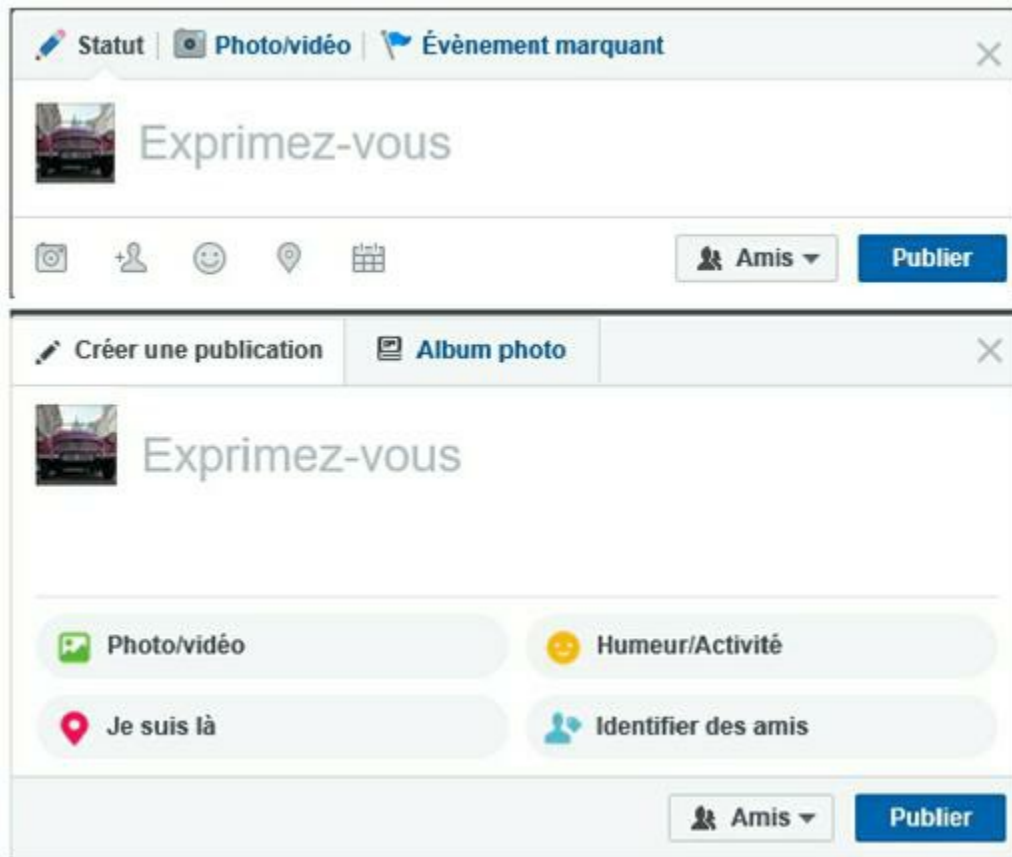 Statut | Photo/vidéo | Évènement marquant
Exprimez-vous
Amis Publier
Créer une publication Album photo
Exprimez-vous
Photo/vidéo Humeur/Activité
Je suis là Identifier des amis
Amis Publier